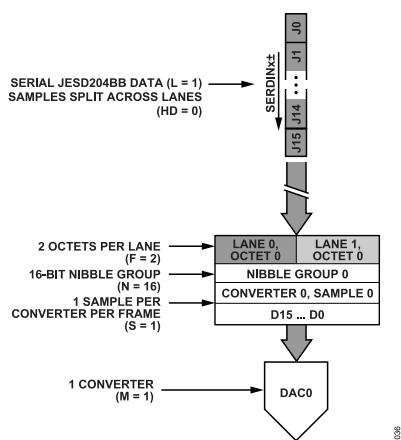 J0
J1
SERIAL JESD204BB DATA (L = 1)
SAMPLES SPLIT ACROSS LANES
(HD = 0)
SERDINx±
J14
J15
2 OCTETS PER LANE
(F = 2)
LANE 0,
OCTET 0
LANE 1,
OCTET 0
16-BIT NIBBLE GROUP
(N = 16)
NIBBLE GROUP 0
1 SAMPLE PER
CONVERTER PER FRAME
(S = 1)
CONVERTER 0, SAMPLE 0
D15 ... D0
1 CONVERTER
(M = 1)
DAC0
036